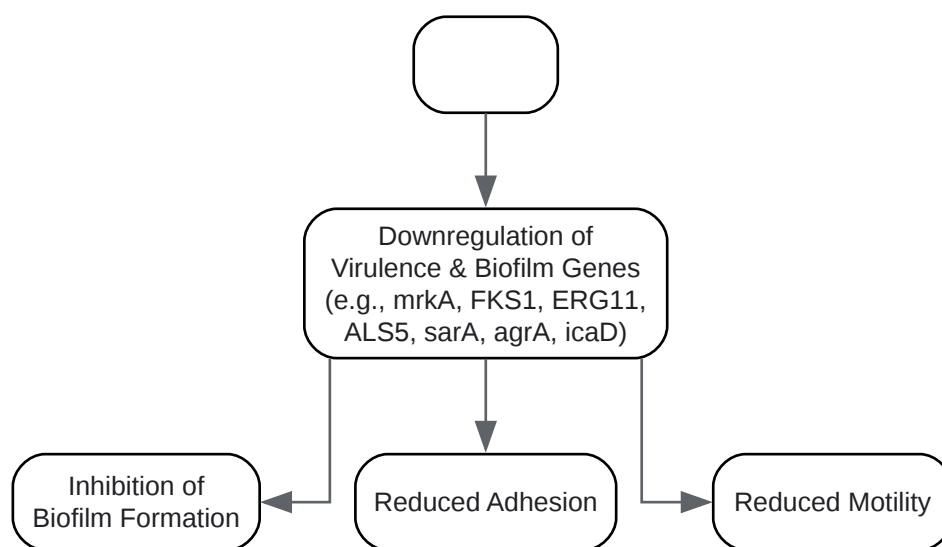 Downregulation of
Virulence & Biofilm Genes
(e.g., mrkA, FKS1, ERG11,
ALS5, sarA, agrA, icaD)
Inhibition of
Biofilm Formation
Reduced Adhesion
Reduced Motility